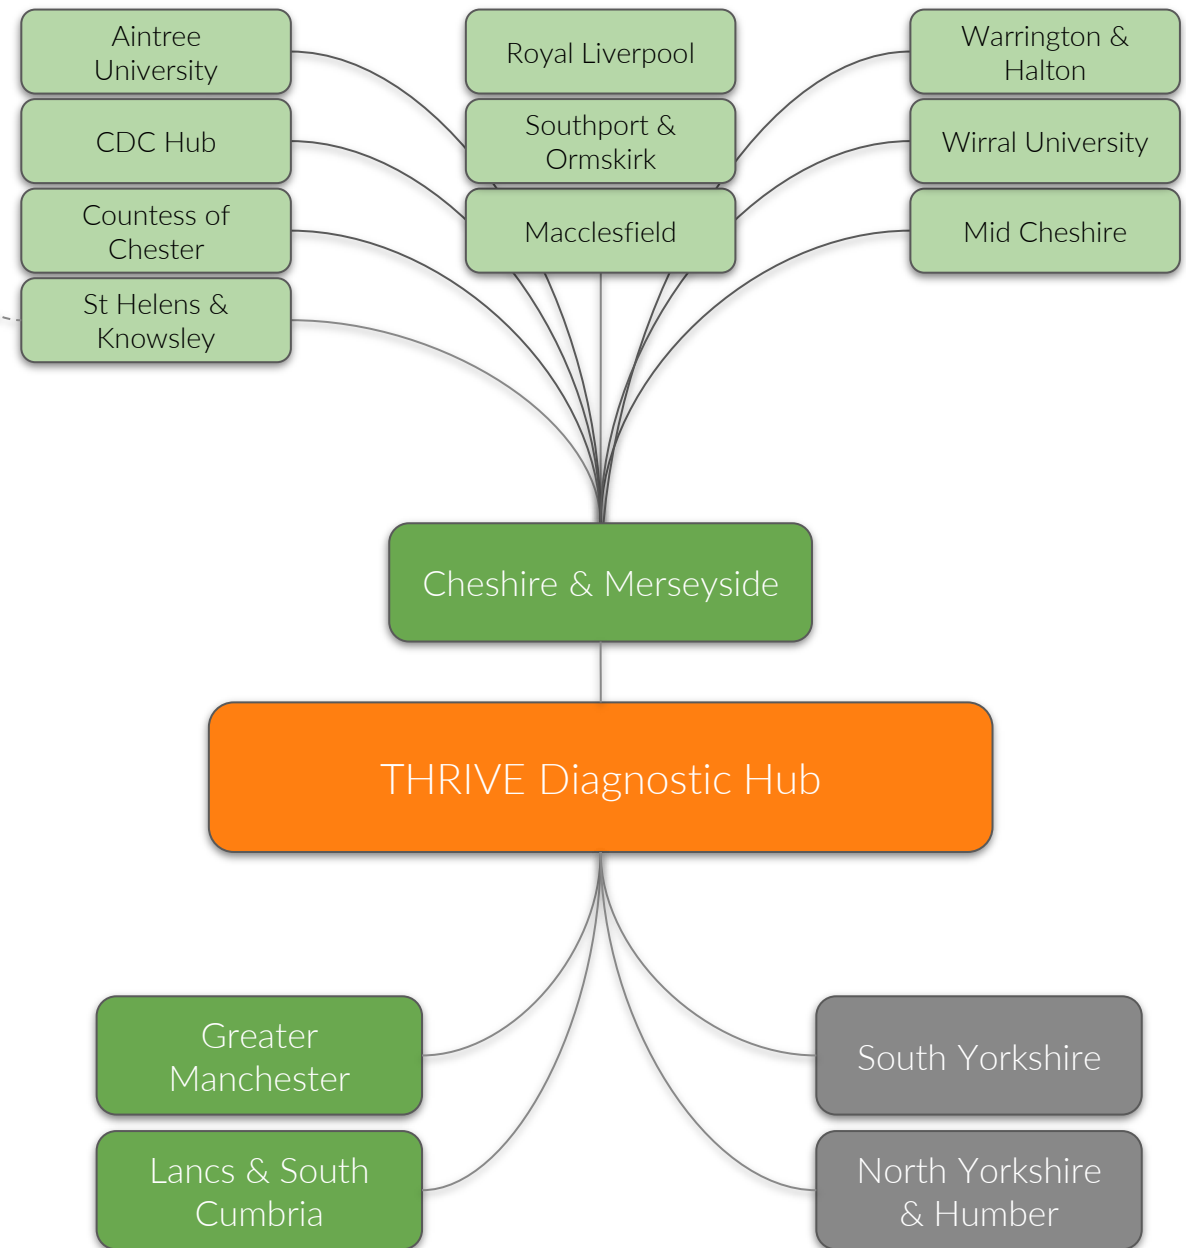 Aintree
University
CDC Hub
Countess of
Chester
St Helens &
Knowsley
Royal Liverpool
Southport &
Ormskirk
Macclesfield
Warrington &
Halton
Wirral University
Mid Cheshire
Cheshire & Merseyside
THRIVE Diagnostic Hub
Greater
Manchester
Lancs & South
Cumbria
South Yorkshire
North Yorkshire
& Humber